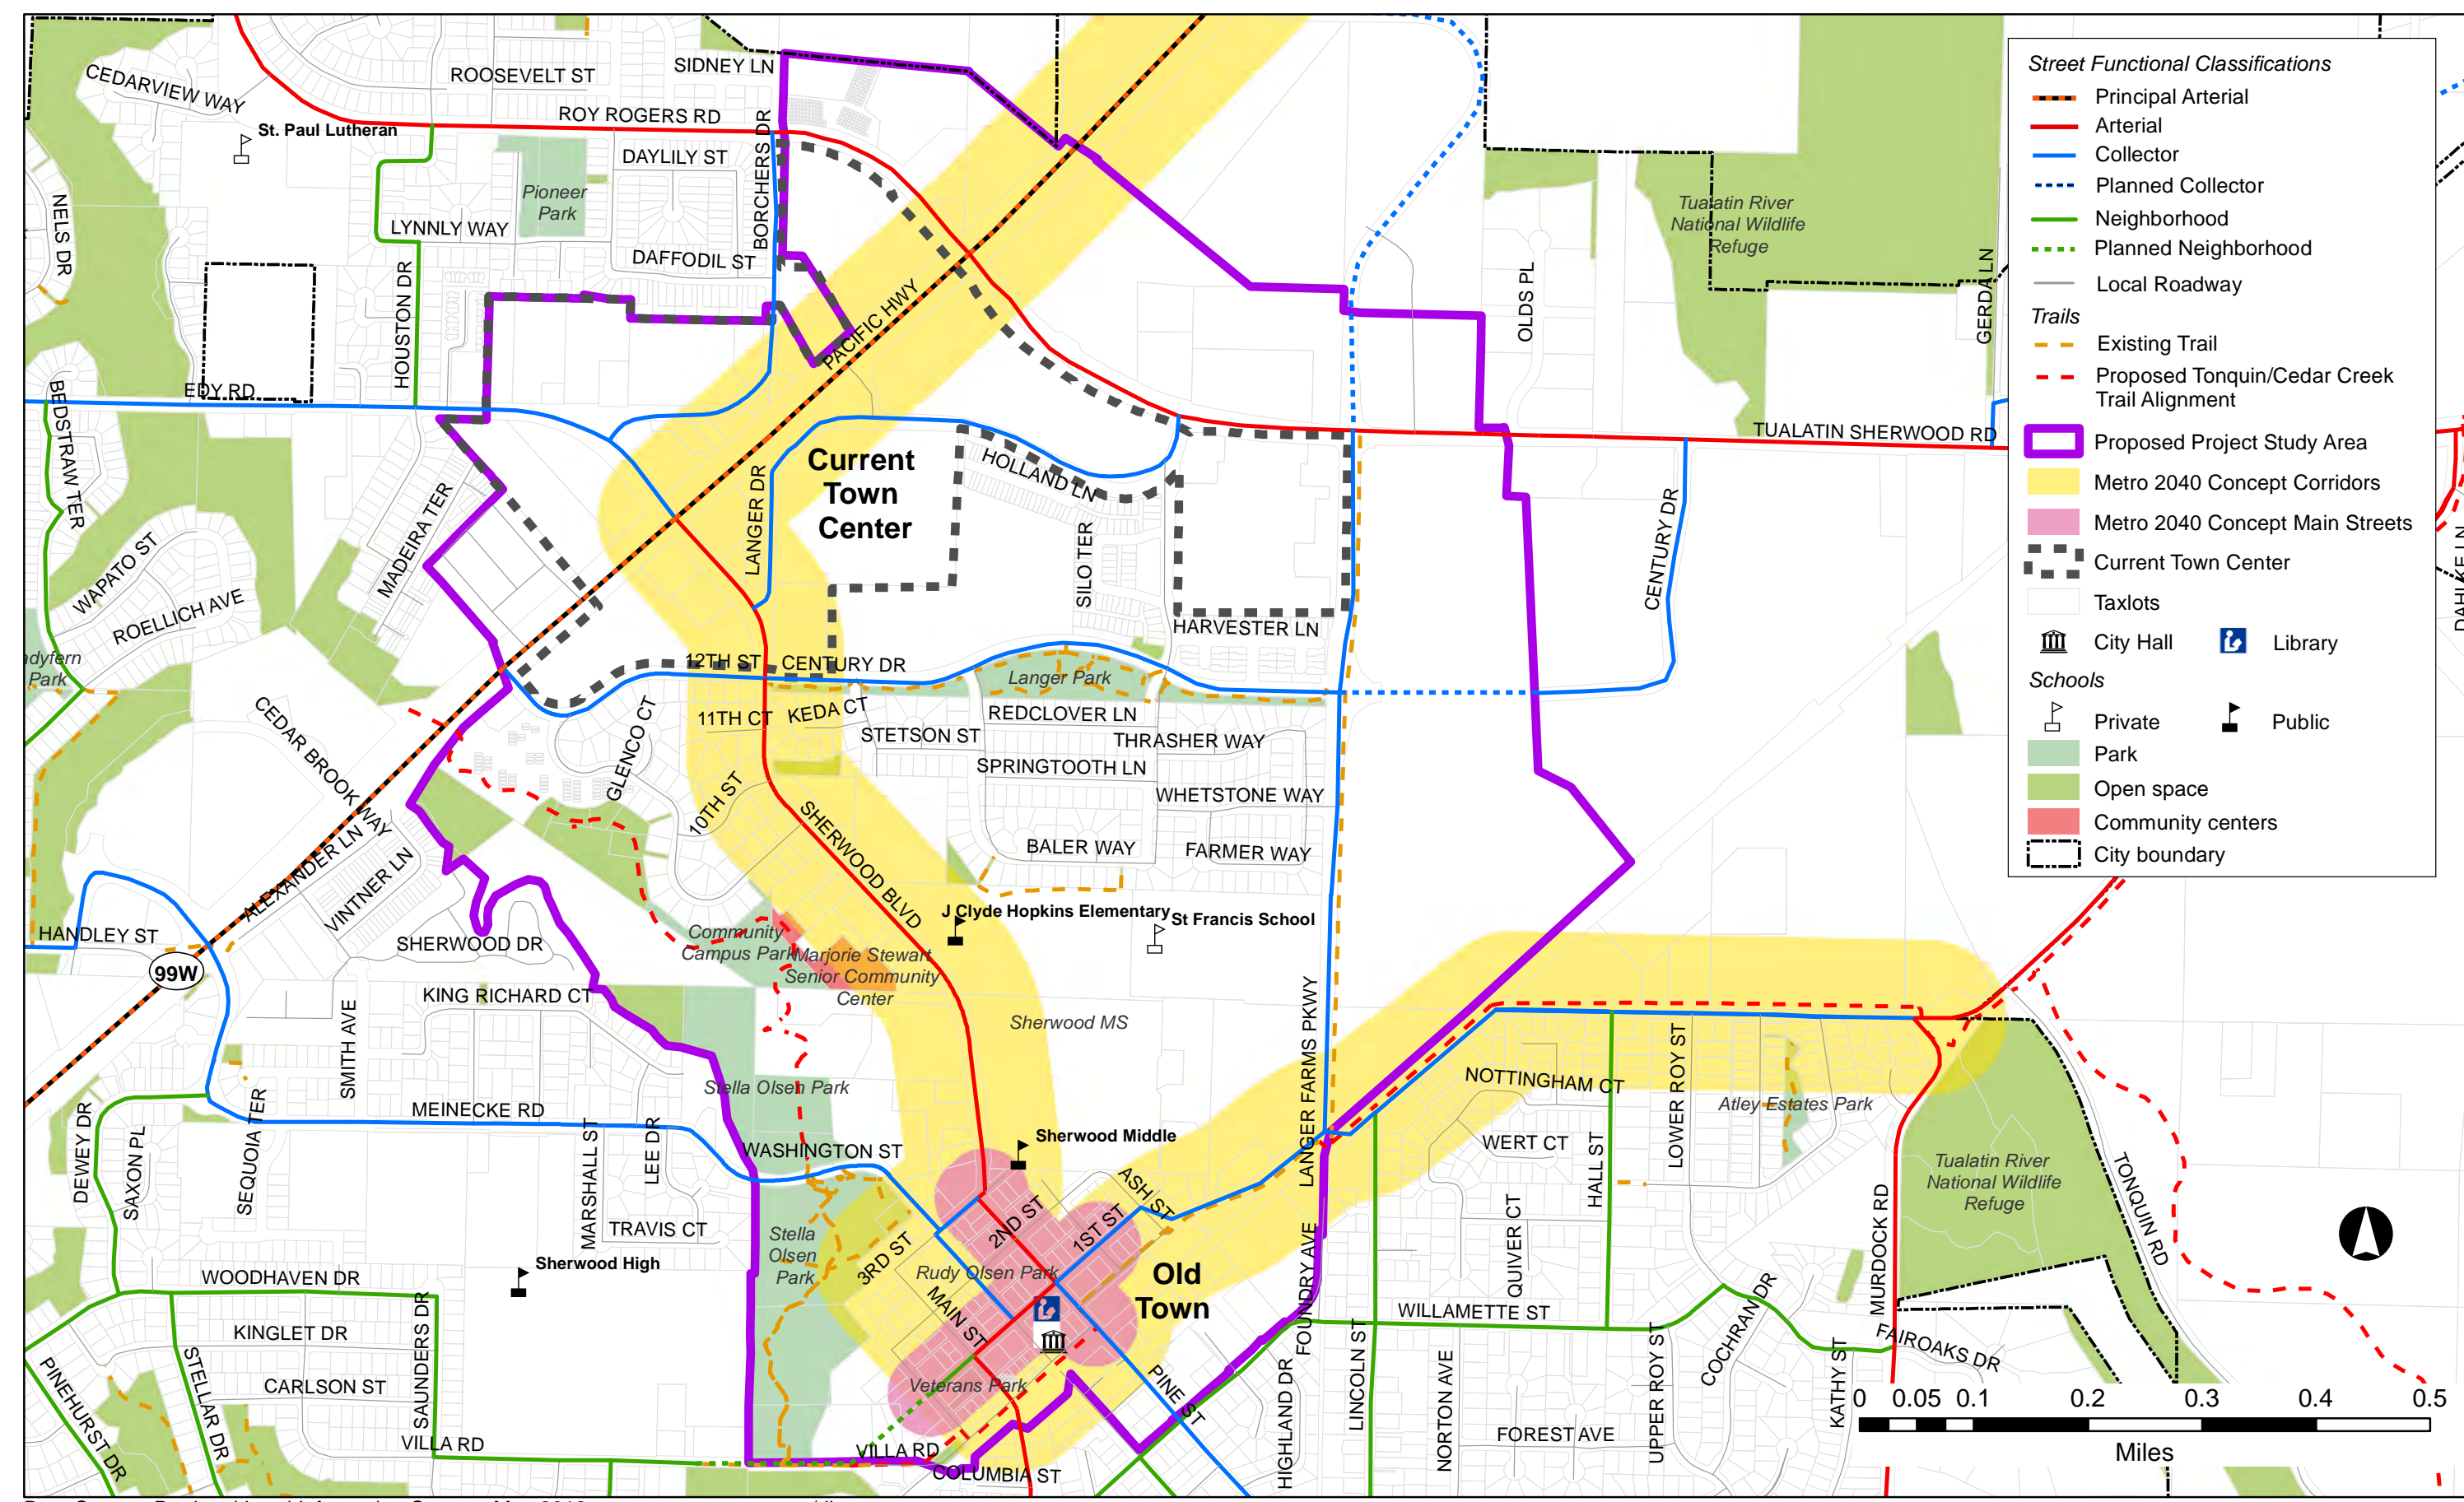 CEDARVIEW WAY
ROOSEVELT ST
SIDNEY LN
St. Paul Lutheran
ROY ROGERS RD
DAYLILY ST
BORCHERS DR
Pioneer
Park
NELS DR
LYNNLY WAY
DAFFODIL ST
HOUSTON DR
PACIFIC HWY
EDY RD
BEDSTRAW TER
OLDS PL
Tualatin River
National Wildlife
Refuge
GERDA LN
TUALATIN SHERWOOD RD
Current
Town
Center
LANGER DR
HOLLAND LN
SILO TER
HARVESTER LN
CENTURY DR
MADEIRA TER
WAPATO ST
ROELLICH AVE
adyfern
Park
12TH ST
CENTURY DR
Langer Park
11TH CT
KEDA CT
GLENCO CT
10TH ST
STETSON ST
REDCLOVER LN
THRASHER WAY
SPRINGTOOTH LN
WHETSTONE WAY
BALER WAY
FARMER WAY
CEDAR BROOK WAY
ALEXANDER LN
VINTNER LN
SHERWOOD BLVD
HANDLEY ST
99W
SHERWOOD DR
KING RICHARD CT
SMITH AVE
Community
Campus Park
Marjorie Stewart
Senior Community
Center
J Clyde Hopkins Elementary
St Francis School
Sherwood MS
LANGER FARMS PKWY
Stella Olsen Park
MEINECKE RD
WASHINGTON ST
DEWEY DR
SAXON PL
SEQUOIA TER
MARSHALL ST
LEE DR
TRAVIS CT
Sherwood Middle
ASH ST
2ND ST
1ST ST
3RD ST
Stella
Olsen
Park
Rudy Olsen Park
MAIN ST
Old
Town
Veterans Park
PINE ST
VILLA RD
COLUMBIA ST
Sherwood High
WOODHAVEN DR
KINGLET DR
CARLSON ST
SAUNDERS DR
STELLAR DR
PINEHURST DR
VILLA RD
FOUNDRY AVE
HIGHLAND DR
LINCOLN ST
NORTON AVE
FOREST AVE
WILLAMETTE ST
NOTTINGHAM CT
WERT CT
QUIVER CT
HALL ST
LOWER ROY ST
UPPER ROY ST
COCHRAN DR
KATHY ST
FAIROAKS DR
MURDOCK RD
Atley Estates Park
Tualatin River
National Wildlife
Refuge
TONQUIN RD
DAHLKE LN
Street Functional Classifications
Principal Arterial
Arterial
Collector
Planned Collector
Neighborhood
Planned Neighborhood
Local Roadway
Trails
Existing Trail
Proposed Tonquin/Cedar Creek
Trail Alignment
Proposed Project Study Area
Metro 2040 Concept Corridors
Metro 2040 Concept Main Streets
Current Town Center
Taxlots
City Hall
Library
Schools
Private
Public
Park
Open space
Community centers
City boundary
0 0.05 0.1 0.2 0.3 0.4 0.5
Miles